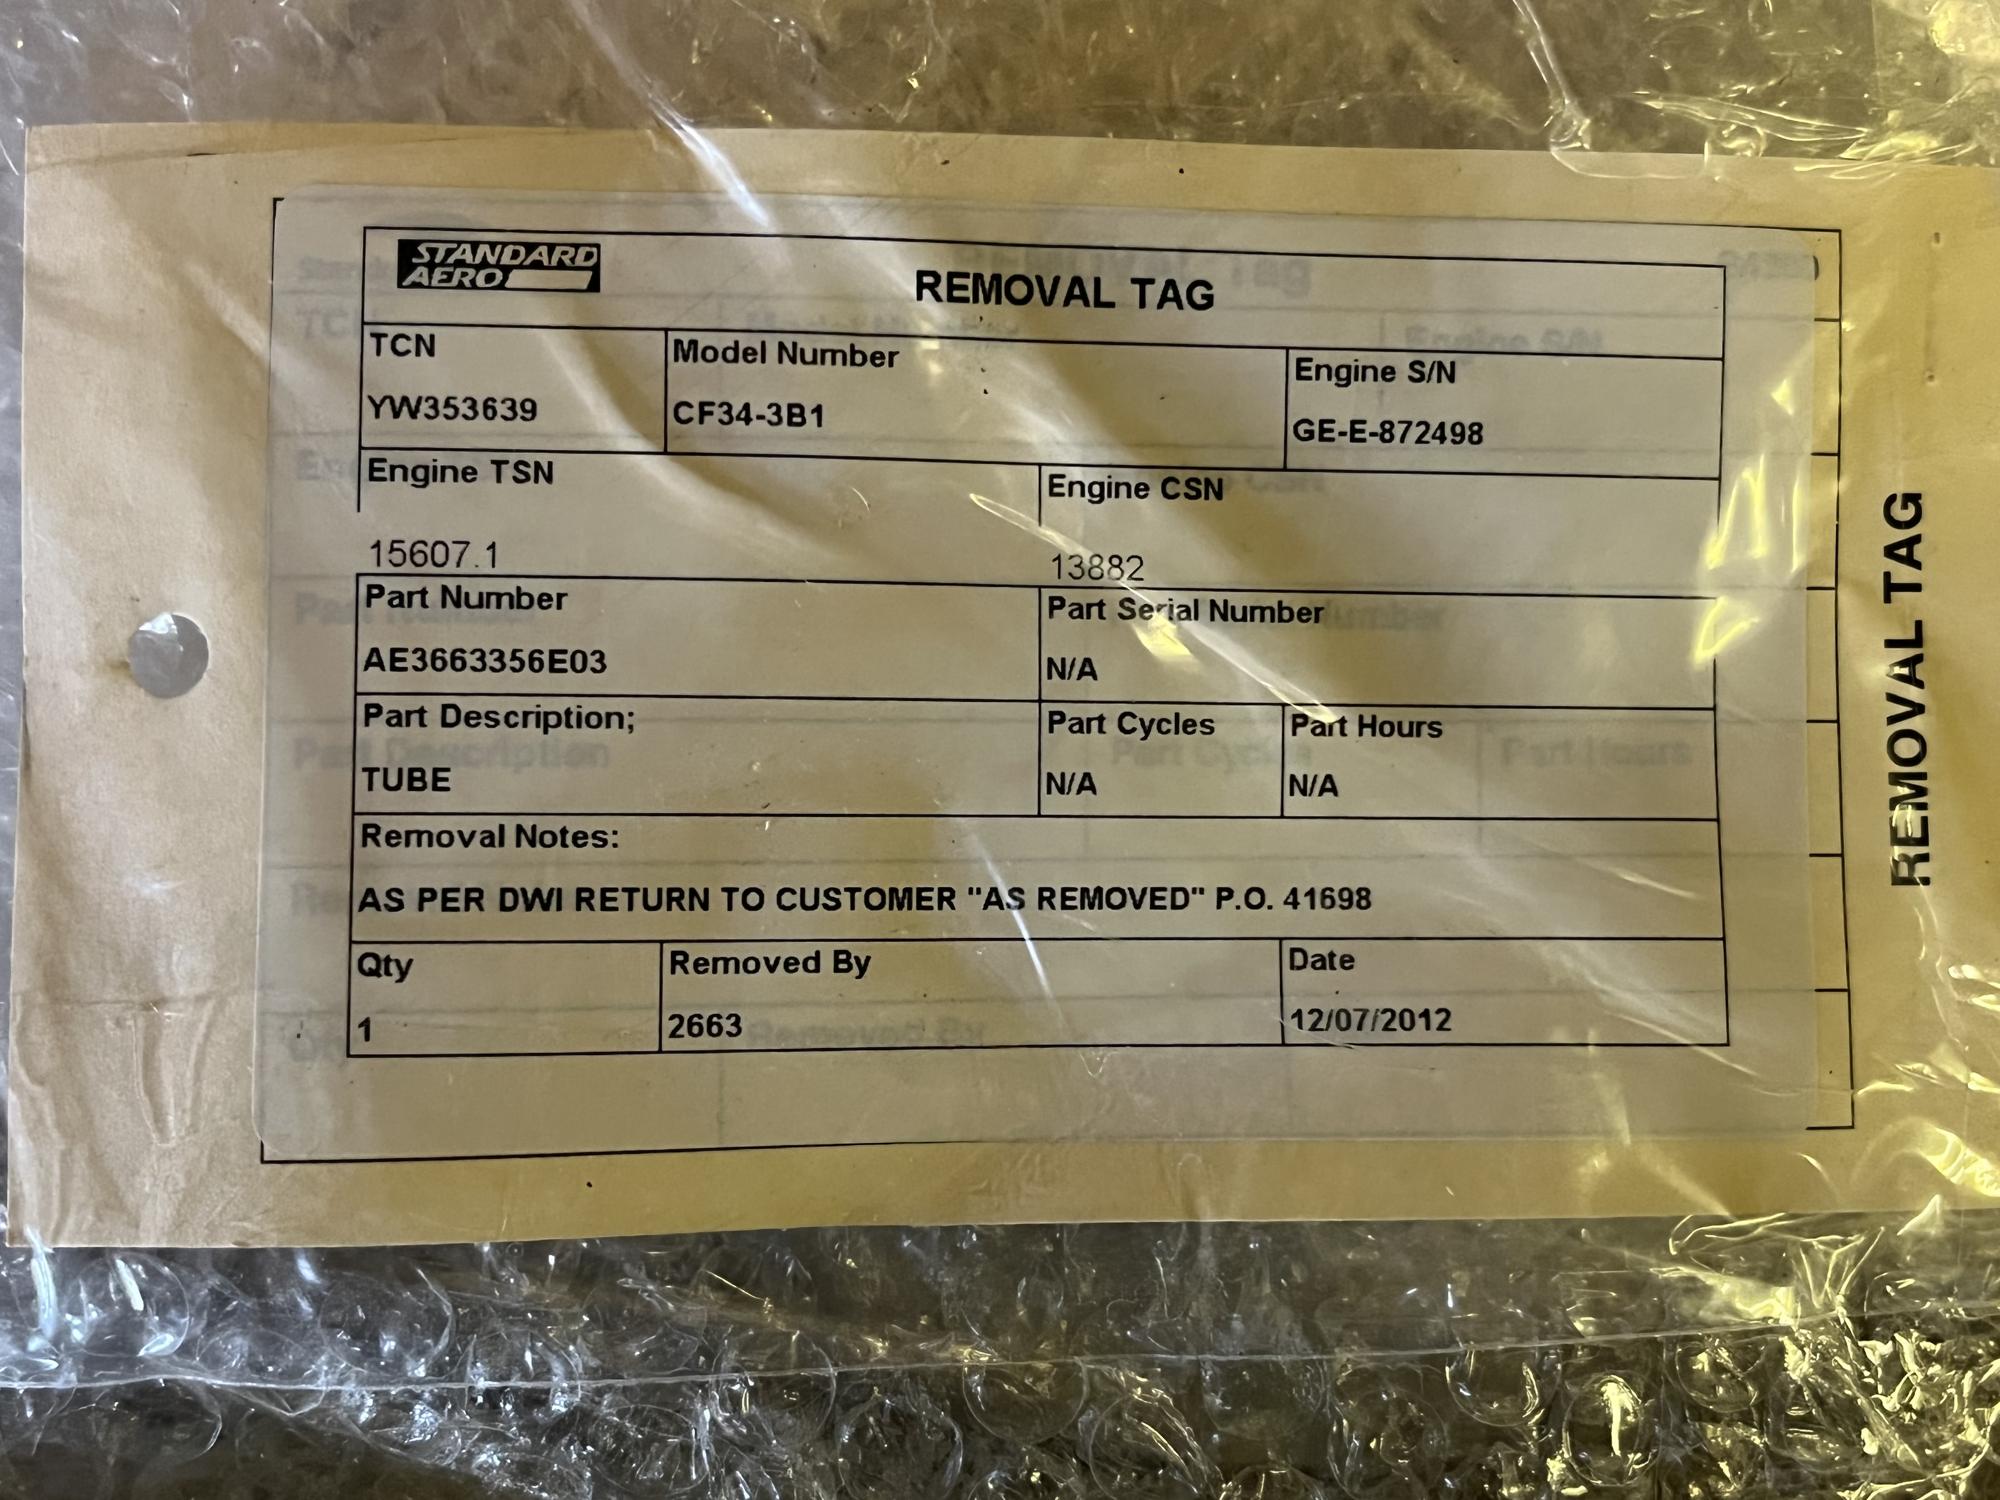 STANDARD
AERO
REMOVAL TAG
TCN
Model Number
Engine S/N
YW353639
CF34-3B1
GE-E-872498
Engine TSN
Engine CSN
15607.1
13882
Part Number
Part Serial Number
AE3663356E03
N/A
Part Description;
Part Cycles
Part Hours
TUBE
N/A
N/A
Removal Notes:
AS PER DWI RETURN TO CUSTOMER "AS REMOVED" P.O. 41698
Qty
Removed By
Date
1
2663
12/07/2012
REMOVAL TAG